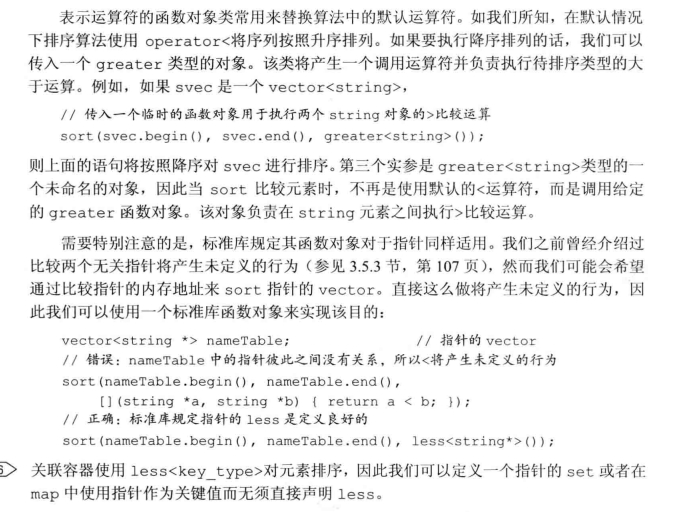 表示运算符的函数对象类常用来替换算法中的默认运算符。如我们所知，在默认情况
下排序算法使用 operator<将序列按照升序排列。如果要执行降序排列的话，我们可以
传入一个 greater 类型的对象。该类将产生一个调用运算符并负责执行待排序类型的大
于运算。例如，如果 svec 是一个 vector<string>，
// 传入一个临时的函数对象用于执行两个 string 对象的>比较运算
sort(svec.begin(), svec.end(), greater<string>());
则上面的语句将按照降序对 svec 进行排序。第三个实参是 greater<string>类型的一
个未命名的对象，因此当 sort 比较元素时，不再是使用默认的<运算符，而是调用给定
的 greater 函数对象。该对象负责在 string 元素之间执行>比较运算。
需要特别注意的是，标准库规定其函数对象对于指针同样适用。我们之前曾经介绍过
比较两个无关指针将产生未定义的行为（参见 3.5.3 节，第 107 页），然而我们可能会希望
通过比较指针的内存地址来 sort 指针的 vector。直接这么做将产生未定义的行为，因
此我们可以使用一个标准库函数对象来实现该目的：
vector<string *> nameTable; // 指针的 vector
// 错误：nameTable 中的指针彼此之间没有关系，所以<将产生未定义的行为
sort(nameTable.begin(), nameTable.end(),
[](string *a, string *b) { return a < b; });
// 正确：标准库规定指针的 less 是定义良好的
sort(nameTable.begin(), nameTable.end(), less<string*>());
关联容器使用 less<key_type>对元素排序，因此我们可以定义一个指针的 set 或者在
map 中使用指针作为关键值而无须直接声明 less。